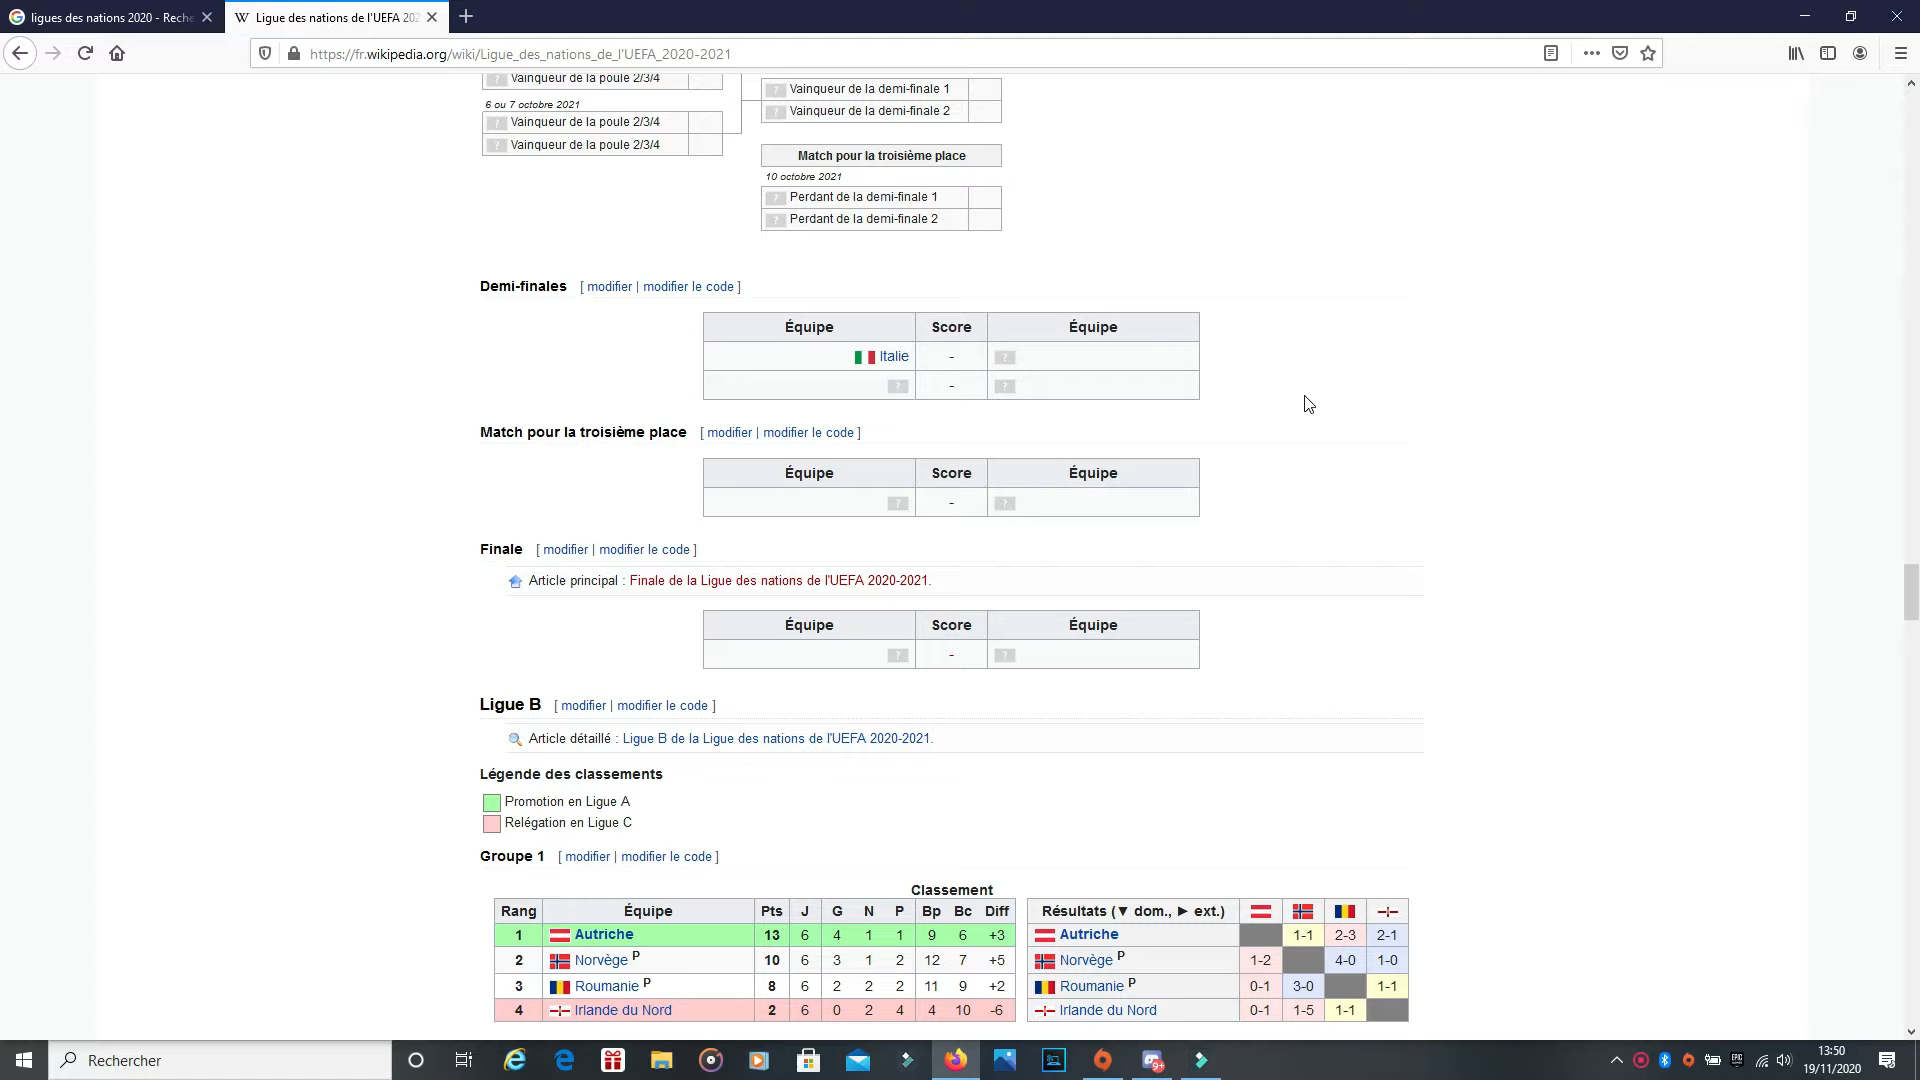 ligues des nations 2020 - Reche
Ligue des nations de l'UEFA 202
https://fr.wikipedia.org/wiki/Ligue_des_nations_de_l'UEFA_2020-2021
? Vainqueur de la poule 2/3/4
6 ou 7 octobre 2021
? Vainqueur de la poule 2/3/4
? Vainqueur de la poule 2/3/4
? Vainqueur de la demi-finale 1
? Vainqueur de la demi-finale 2
Match pour la troisième place
10 octobre 2021
? Perdant de la demi-finale 1
? Perdant de la demi-finale 2
Demi-finales [ modifier | modifier le code ]
Équipe Score Équipe
Italie - ?
? - ?
Match pour la troisième place [ modifier | modifier le code ]
Équipe Score Équipe
? - ?
Finale [ modifier | modifier le code ]
Article principal : Finale de la Ligue des nations de l'UEFA 2020-2021.
Équipe Score Équipe
? - ?
Ligue B [ modifier | modifier le code ]
Article détaillé : Ligue B de la Ligue des nations de l'UEFA 2020-2021.
Légende des classements
Promotion en Ligue A
Relégation en Ligue C
Groupe 1 [ modifier | modifier le code ]
Classement
Rang Équipe Pts J G N P Bp Bc Diff
1 Autriche 13 6 4 1 1 9 6 +3
2 Norvège P 10 6 3 1 2 12 7 +5
3 Roumanie P 8 6 2 2 2 11 9 +2
4 Irlande du Nord 2 6 0 2 4 4 10 -6
Résultats (▼ dom., ► ext.)
Autriche 1-1 2-3 2-1
Norvège P 1-2 4-0 1-0
Roumanie P 0-1 3-0 1-1
Irlande du Nord 0-1 1-5 1-1
Rechercher
9+
EPIC
13:50
19/11/2020